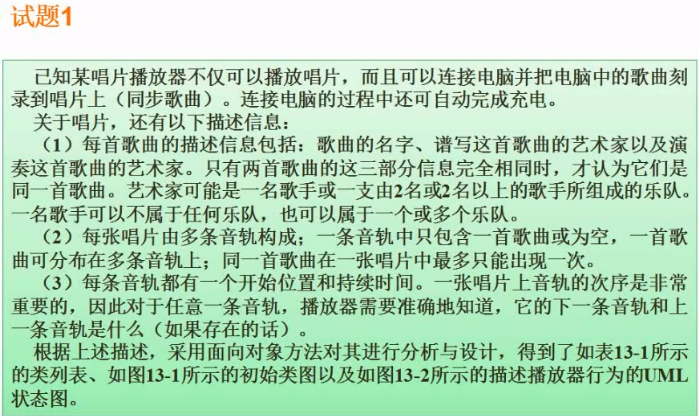 试题1
已知某唱片播放器不仅可以播放唱片，而且可以连接电脑并把电脑中的歌曲刻
录到唱片上（同步歌曲）。连接电脑的过程中还可自动完成充电。
关于唱片，还有以下描述信息：
（1）每首歌曲的描述信息包括：歌曲的名字、谱写这首歌曲的艺术家以及演
奏这首歌曲的艺术家。只有两首歌曲的这三部分信息完全相同时，才认为它们是
同一首歌曲。艺术家可能是一名歌手或一支由2名或2名以上的歌手所组成的乐队。
一名歌手可以不属于任何乐队，也可以属于一个或多个乐队。
（2）每张唱片由多条音轨构成；一条音轨中只包含一首歌曲或为空，一首歌
曲可分布在多条音轨上；同一首歌曲在一张唱片中最多只能出现一次。
（3）每条音轨都有一个开始位置和持续时间。一张唱片上音轨的次序是非常
重要的，因此对于任意一条音轨，播放器需要准确地知道，它的下一条音轨和上
一条音轨是什么（如果存在的话）。
根据上述描述，采用面向对象方法对其进行分析与设计，得到了如表13-1所示
的类列表、如图13-1所示的初始类图以及如图13-2所示的描述播放器行为的UML
状态图。